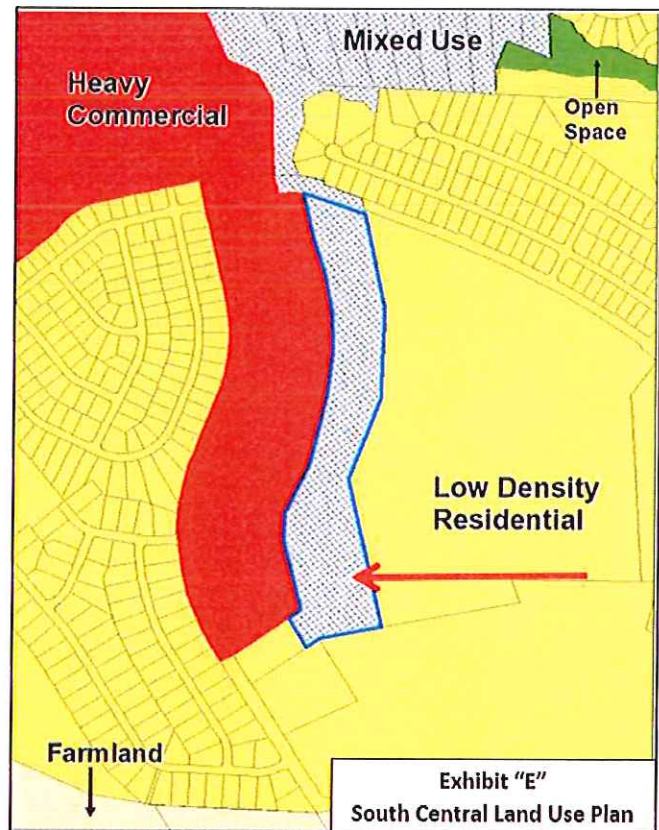 Mixed Use
Heavy
Commercial
Open
Space
Low Density
Residential
Farmland
Exhibit "E"
South Central Land Use Plan